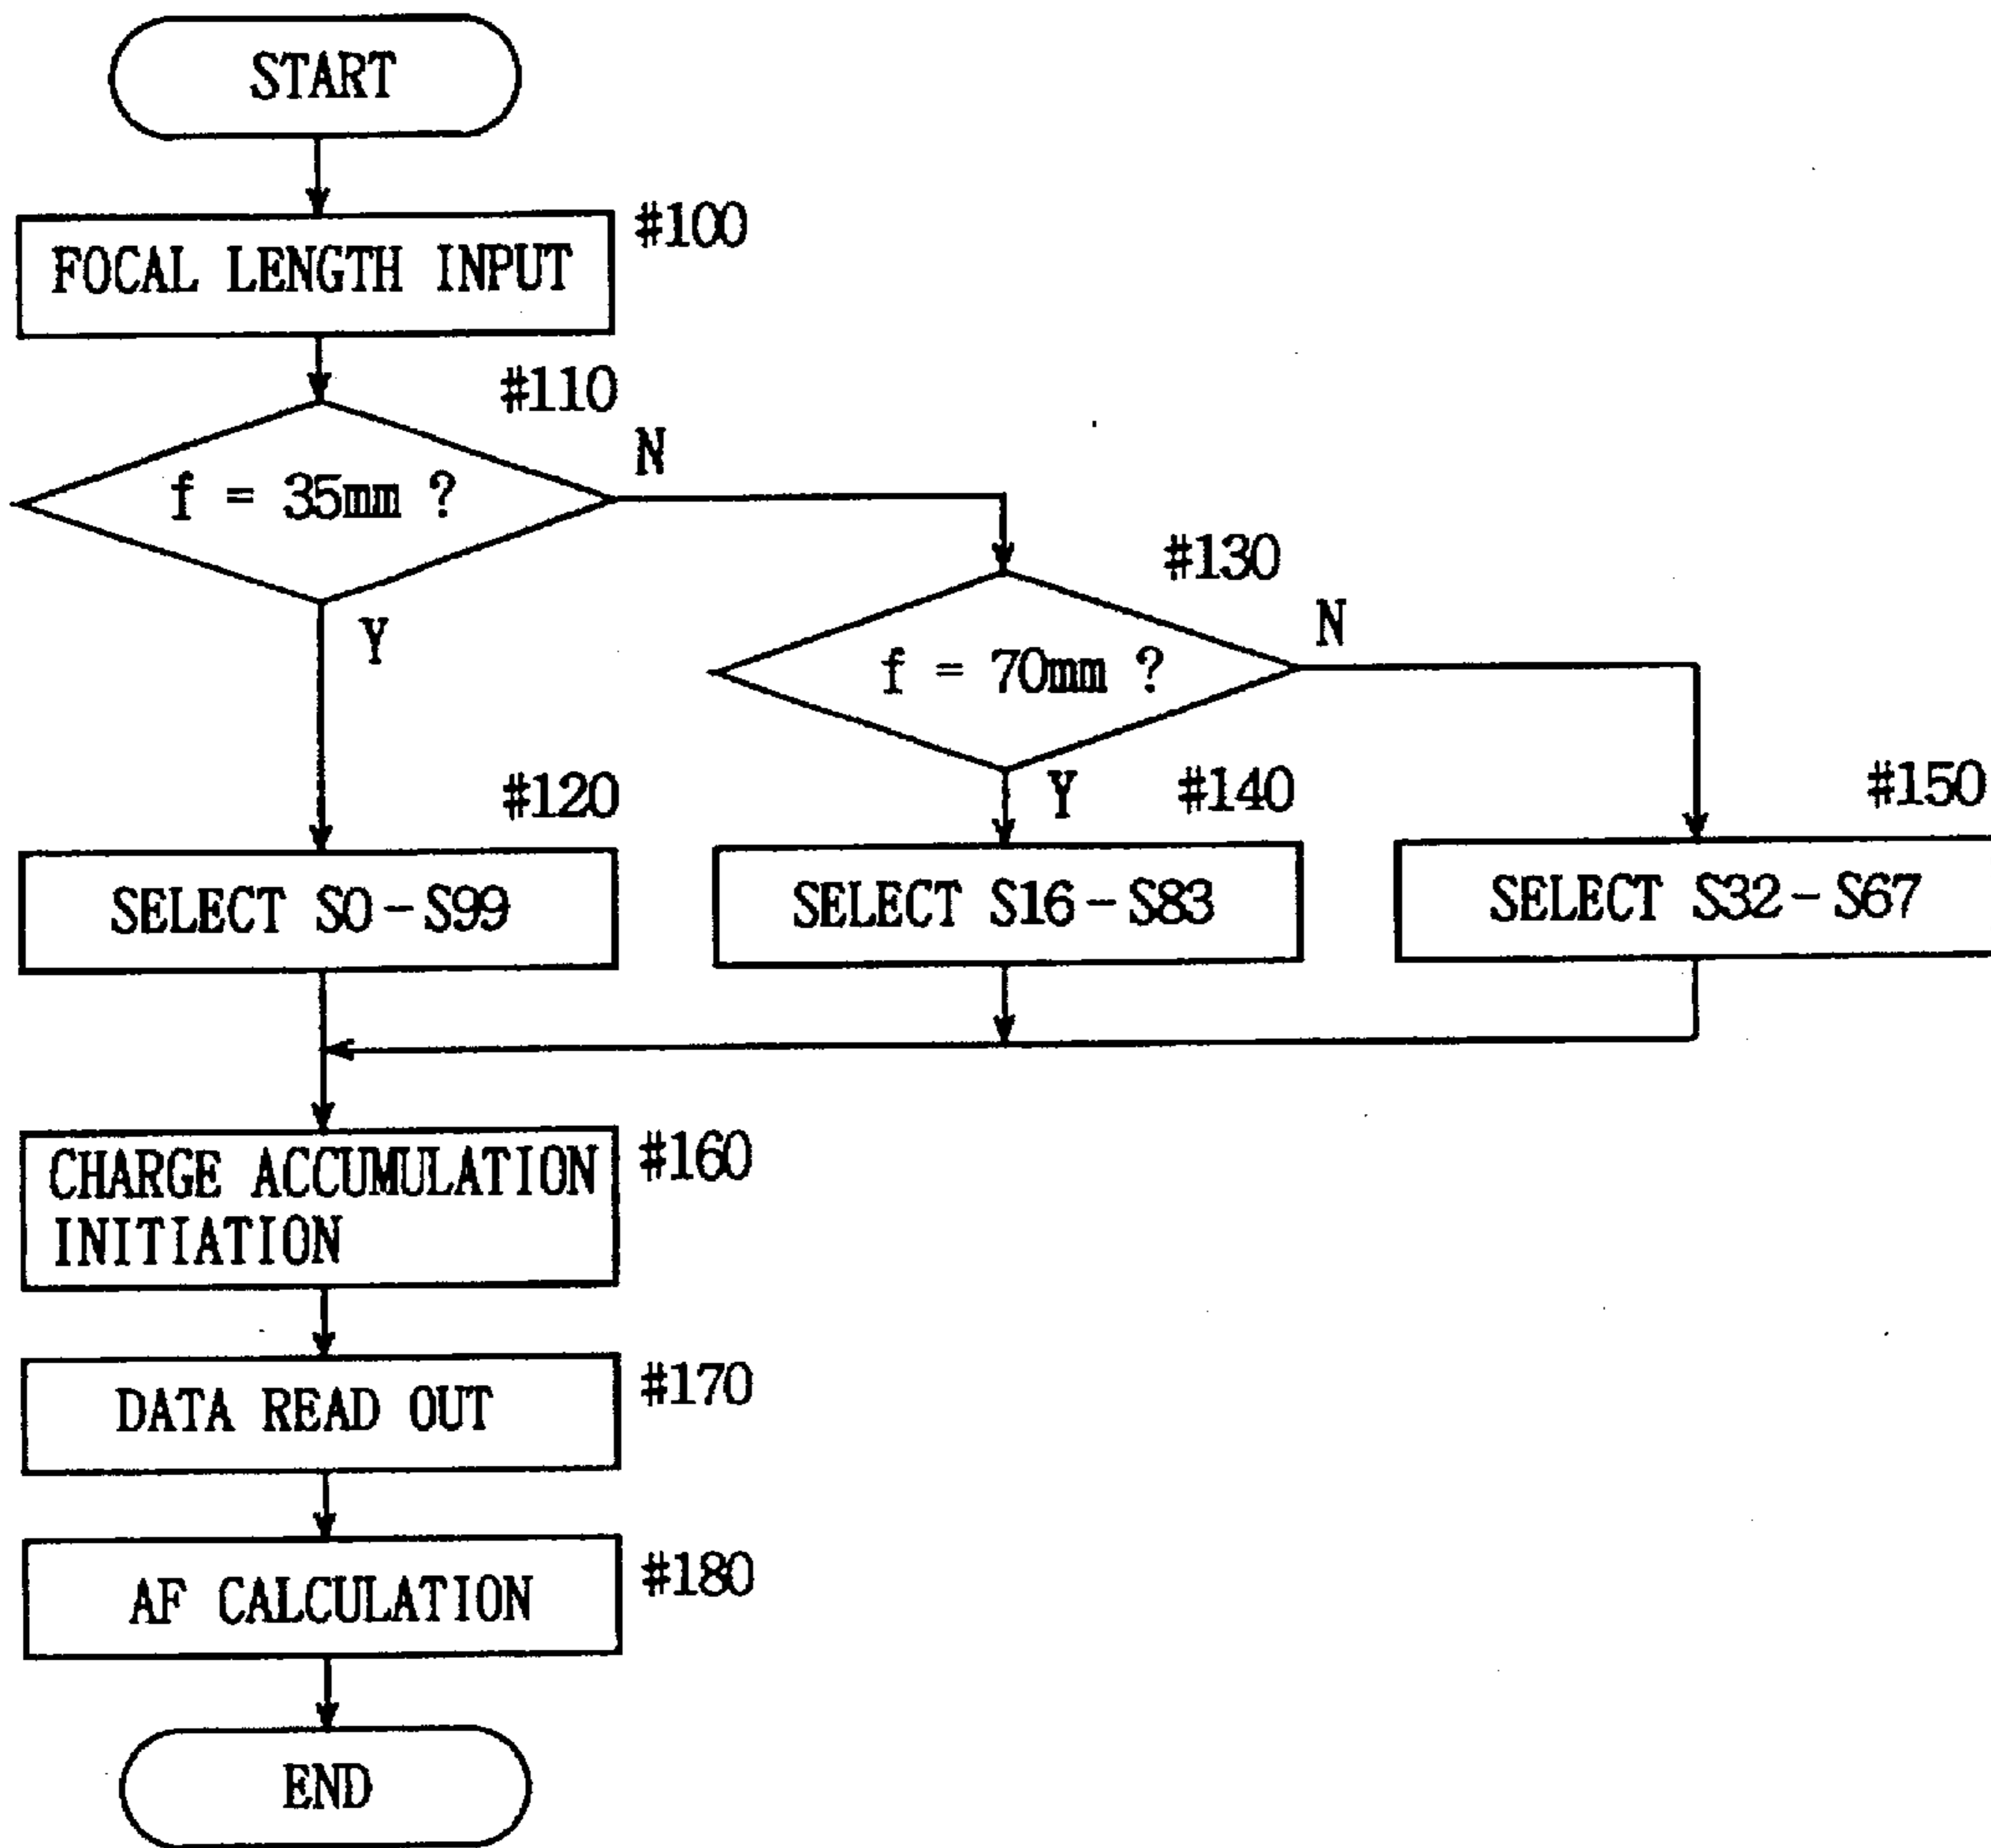 START
FOCAL LENGTH INPUT
#100
#110
f = 35mm ?
N
Y
#130
f = 70mm ?
N
Y
#120
SELECT S0-S99
#140
SELECT S16-S83
#150
SELECT S32-S67
CHARGE ACCUMULATION
INITIATION
#160
DATA READ OUT
#170
AF CALCULATION
#180
END